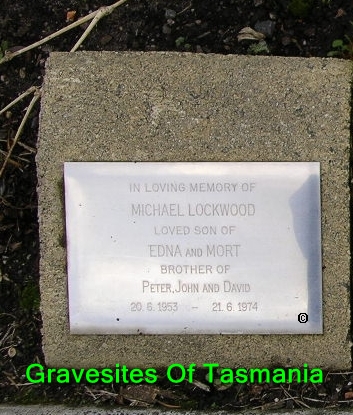 IN LOVING MEMORY OF
MICHAEL LOCKWOOD
LOVED SON OF
EDNA AND MORT
BROTHER OF
PETER, JOHN AND DAVID
20. 6. 1953 – 21. 6. 1974
©
Gravesites Of Tasmania